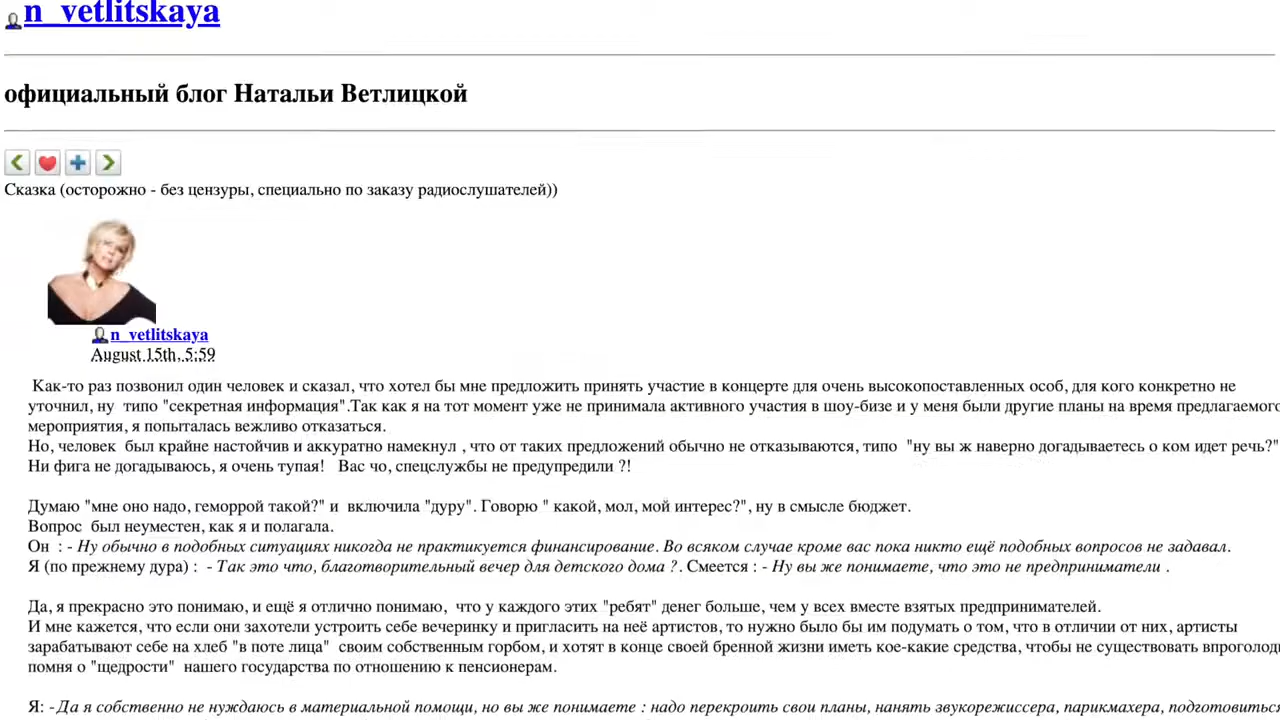 n_vetlitskaya
официальный блог Натальи Ветлицкой
Сказка (осторожно - без цензуры, специально по заказу радиослушателей))
n_vetlitskaya
August 15th, 5:59
Как-то раз позвонил один человек и сказал, что хотел бы мне предложить принять участие в концерте для очень высокопоставленных особ, для кого конкретно не
уточнил, ну типо "секретная информация".Так как я на тот момент уже не принимала активного участия в шоу-бизе и у меня были другие планы на время предлагаемого
мероприятия, я попыталась вежливо отказаться.
Но, человек был крайне настойчив и аккуратно намекнул , что от таких предложений обычно не отказываются, типо "ну вы ж наверно догадываетесь о ком идет речь?"
Ни фига не догадываюсь, я очень тупая! Вас чо, спецслужбы не предупредили ?!
Думаю "мне оно надо, геморрой такой?" и включила "дуру". Говорю " какой, мол, мой интерес?", ну в смысле бюджет.
Вопрос был неуместен, как я и полагала.
Он : - Ну обычно в подобных ситуациях никогда не практикуется финансирование. Во всяком случае кроме вас пока никто ещё подобных вопросов не задавал.
Я (по прежнему дура) : - Так это что, благотворительный вечер для детского дома ?. Смеется : - Ну вы же понимаете, что это не предприниматели .
Да, я прекрасно это понимаю, и ещё я отлично понимаю, что у каждого этих "ребят" денег больше, чем у всех вместе взятых предпринимателей.
И мне кажется, что если они захотели устроить себе вечеринку и пригласить на неё артистов, то нужно было бы им подумать о том, что в отличии от них, артисты
зарабатывают себе на хлеб "в поте лица" своим собственным горбом, и хотят в конце своей бренной жизни иметь кое-какие средства, чтобы не существовать впроголодь
помня о "щедрости" нашего государства по отношению к пенсионерам.
Я: -Да я собственно не нуждаюсь в материальной помощи, но вы же понимаете : надо перекроить свои планы, нанять звукорежиссера, парикмахера, подготовиться